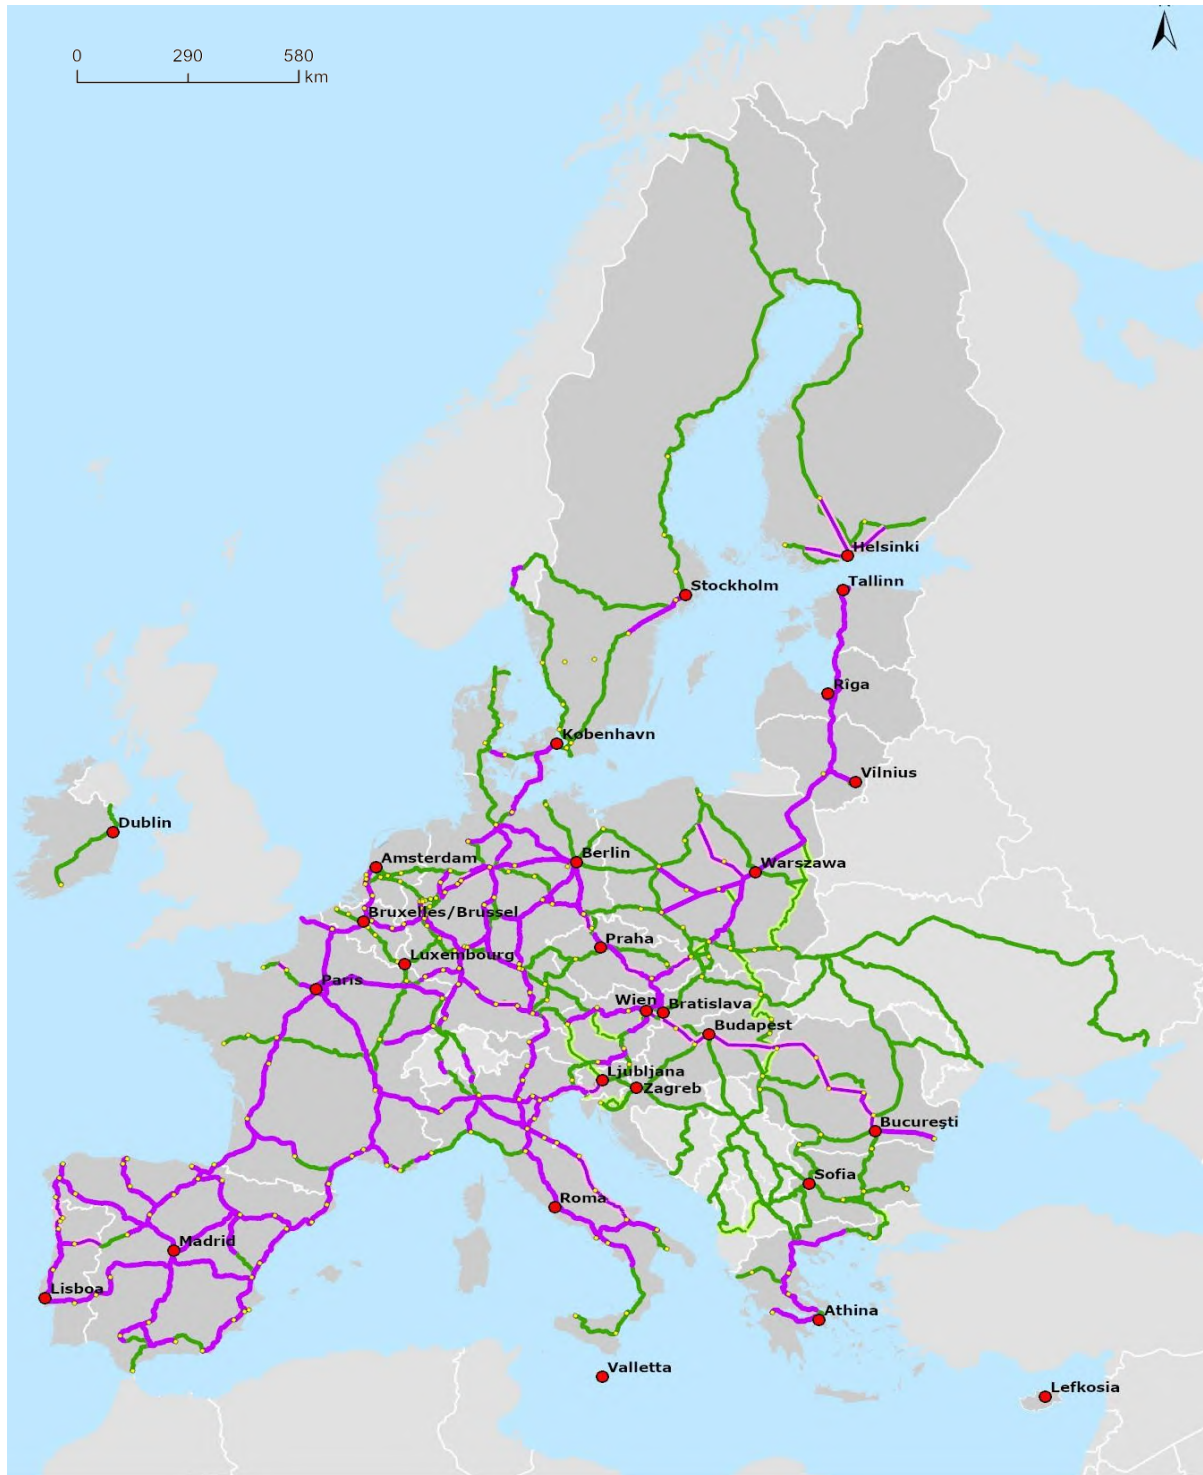 0 290 580
km
Helsinki
Tallinn
Stockholm
Rīga
København
Vilnius
Dublin
Berlin
Amsterdam
Warszawa
Bruxelles/Brussel
Praha
Luxembourg
Paris
Wien
Bratislava
Budapest
Ljubljana
Zagreb
București
Sofia
Roma
Madrid
Lisboa
Athina
Valletta
Lefkosia